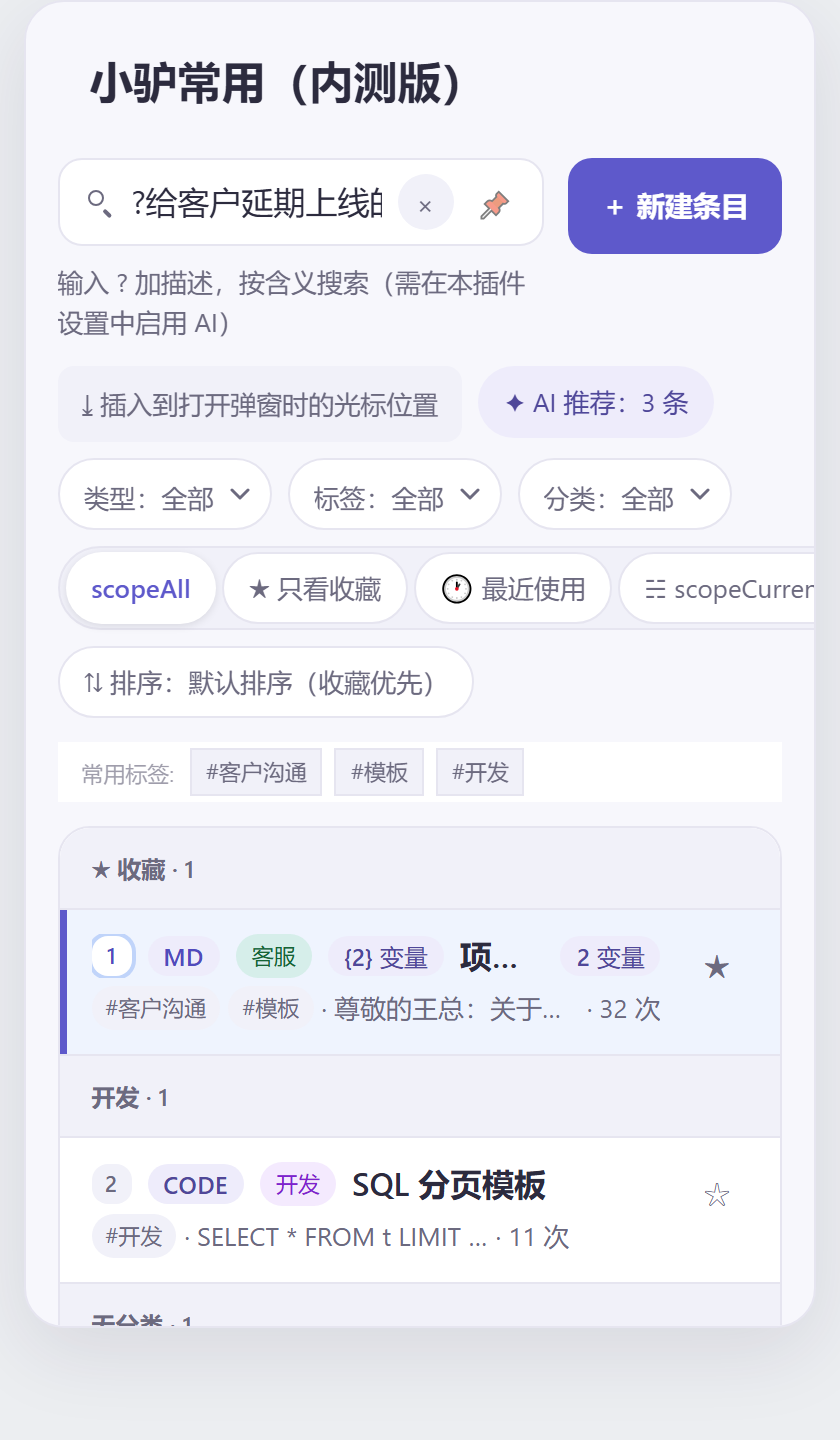 小驴常用（内测版）
?给客户延期上线的 × 📌 + 新建条目
输入 ? 加描述，按含义搜索（需在本插件
设置中启用 AI）
⤓ 插入到打开弹窗时的光标位置 ✦ AI 推荐：3 条
类型：全部 标签：全部 分类：全部
scopeAll ★ 只看收藏 🕐 最近使用 ☵ scopeCurren
⇅ 排序：默认排序（收藏优先）
常用标签: #客户沟通 #模板 #开发
★ 收藏 · 1
1 MD 客服 {2} 变量 项... 2 变量 ★
#客户沟通 #模板 · 尊敬的王总：关于... · 32 次
开发 · 1
2 CODE 开发 SQL 分页模板 ☆
#开发 · SELECT * FROM t LIMIT ... · 11 次
无分类 · 1